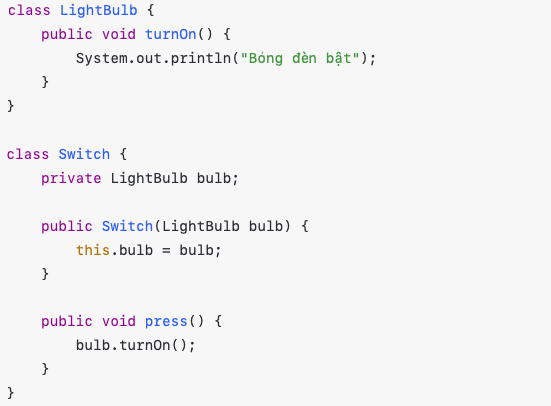 class LightBulb {
    public void turnOn() {
        System.out.println("Bóng đèn bật");
    }
}

class Switch {
    private LightBulb bulb;

    public Switch(LightBulb bulb) {
        this.bulb = bulb;
    }

    public void press() {
        bulb.turnOn();
    }
}